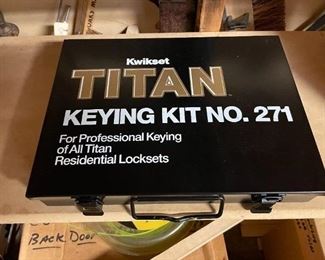 Kwikset
TITAN
KEYING KIT NO. 271
For Professional Keying
of All Titan
Residential Locksets
BACK DOOR